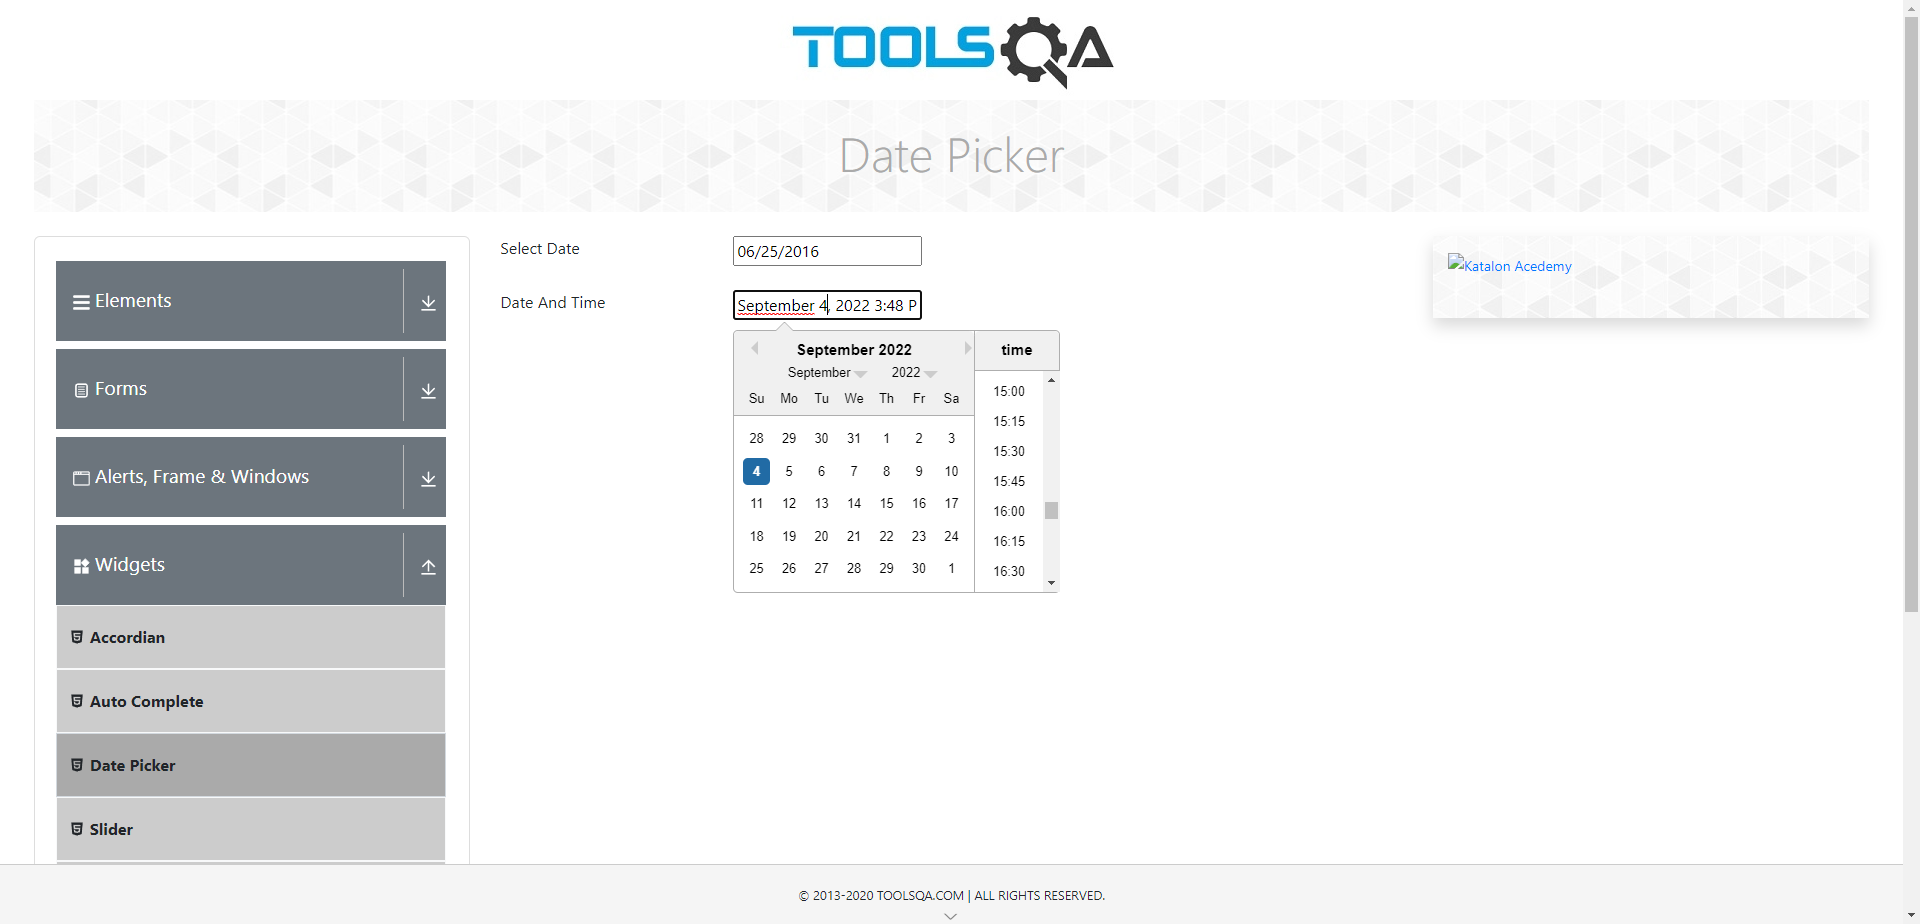 TOOLSQA
Date Picker
Elements
Forms
Alerts, Frame & Windows
Widgets
Accordian
Auto Complete
Date Picker
Slider
Select Date
06/25/2016
Date And Time
September 4, 2022 3:48 P
September 2022
September 2022
Su Mo Tu We Th Fr Sa
28 29 30 31 1 2 3
4 5 6 7 8 9 10
11 12 13 14 15 16 17
18 19 20 21 22 23 24
25 26 27 28 29 30 1
time
15:00
15:15
15:30
15:45
16:00
16:15
16:30
Katalon Acedemy
© 2013-2020 TOOLSQA.COM | ALL RIGHTS RESERVED.